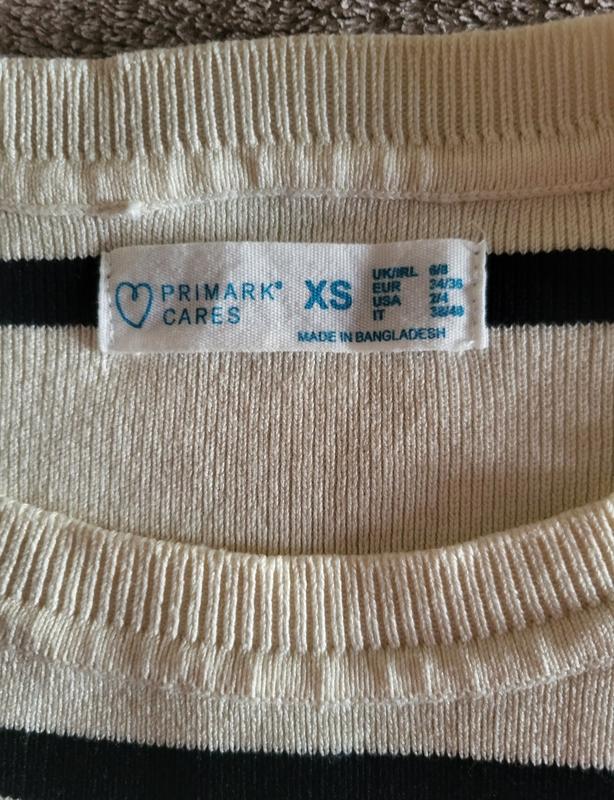 PRIMARK®
CARES
XS
UK/IRL 6/8
EUR 34/36
USA 2/4
IT 38/40
MADE IN BANGLADESH